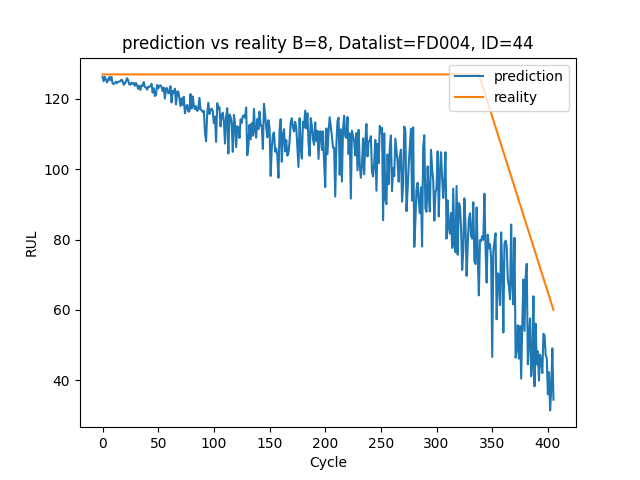 prediction vs reality B=8, Datalist=FD004, ID=44
prediction
reality
120
100
80
60
40
RUL
0 50 100 150 200 250 300 350 400
Cycle